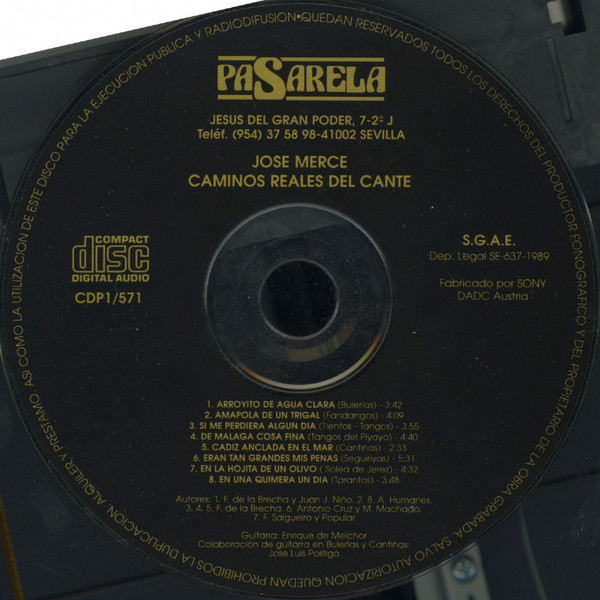 PASARELA
JESUS DEL GRAN PODER, 7-2º J
Teléf. (954) 37 58 98-41002 SEVILLA
JOSE MERCE
CAMINOS REALES DEL CANTE
COMPACT
disc
DIGITAL AUDIO
CDP1/571
S.G.A.E.
Dep. Legal SE-637-1989
Fabricado por SONY
DADC Austria
1. ARROYITO DE AGUA CLARA (Bulerias) - 3:42
2. AMAPOLA DE UN TRIGAL (Fandangos) - 4:09
3. SI ME PERDIERA ALGUN DIA (Tientos - Tangos) - 3:55
4. DE MALAGA COSA FINA (Tangos del Piyayo) - 4:40
5. CADIZ ANCLADA EN EL MAR (Cantiñas) - 2:33
6. ERAN TAN GRANDES MIS PENAS (Seguiriyas) - 5:31
7. EN LA HOJITA DE UN OLIVO ( Soleá de Jerez) - 4:32
8. EN UNA QUIMERA UN DIA (Tarantos) - 3:48
Autores: 1. F. de la Brecha y Juan J. Niño. 2. 8. A. Humanes.
3. 4. 5. F. de la Brecha. 6. Antonio Cruz y M. Machado.
7. F. Salgueiro y Popular
Guitarra: Enrique de Melchor
Colaboración de guitarra en Bulerias y Cantiñas:
Jose Luis Postigo
QUEDAN RESERVADOS TODOS LOS DERECHOS DEL PRODUCTOR FONOGRAFICO Y DEL PROPIETARIO DE LA OBRA GRABADA. SALVO AUTORIZACION QUEDAN PROHIBIDOS LA DUPLICACION, ALQUILER Y PRESTAMO, ASI COMO LA UTILIZACION DE ESTE DISCO PARA LA EJECUCION PUBLICA Y RADIODIFUSION•